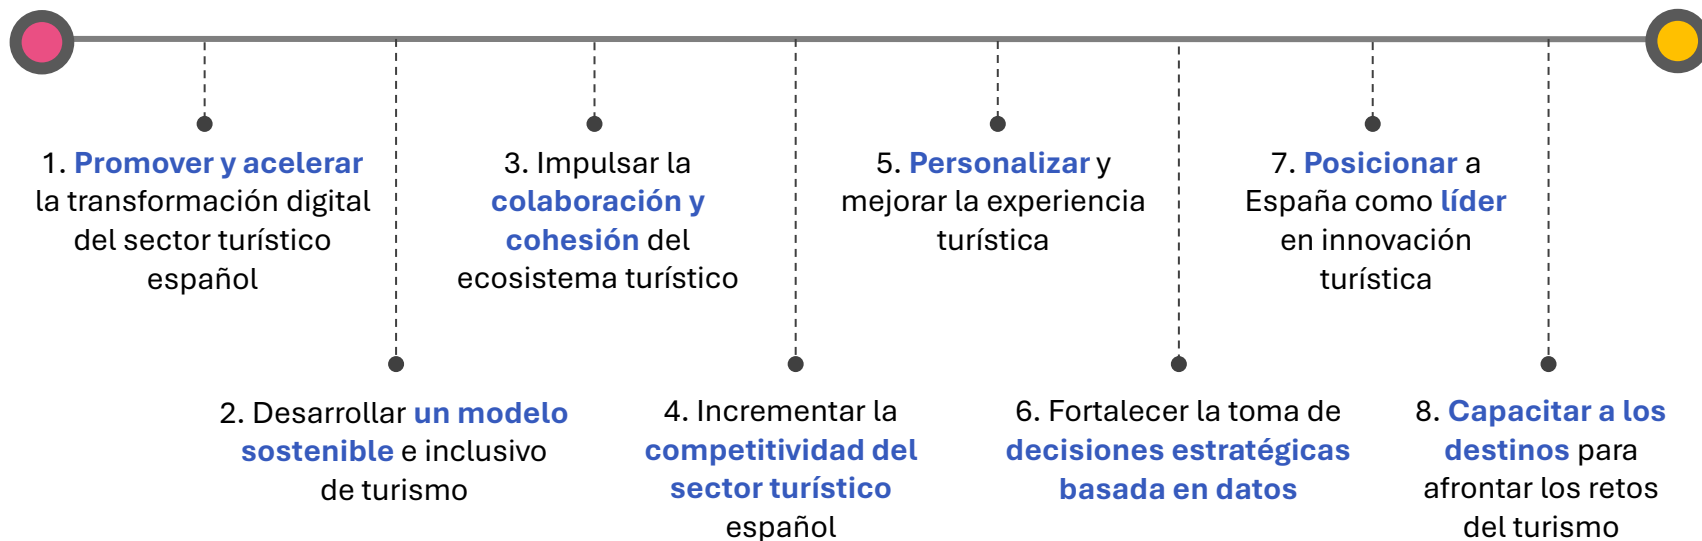 1. Promover y acelerar
la transformación digital
del sector turístico
español
2. Desarrollar un modelo
sostenible e inclusivo
de turismo
3. Impulsar la
colaboración y
cohesión del
ecosistema turístico
4. Incrementar la
competitividad del
sector turístico
español
5. Personalizar y
mejorar la experiencia
turística
6. Fortalecer la toma de
decisiones estratégicas
basada en datos
7. Posicionar a
España como líder
en innovación
turística
8. Capacitar a los
destinos para
afrontar los retos
del turismo